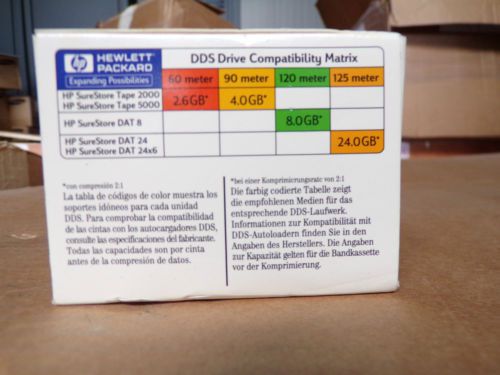 hp HEWLETT PACKARD
Expanding Possibilities
DDS Drive Compatibility Matrix
60 meter 90 meter 120 meter 125 meter
HP SureStore Tape 2000
HP SureStore Tape 5000
2.6GB* 4.0GB*
HP SureStore DAT 8
8.0GB*
HP SureStore DAT 24
HP SureStore DAT 24x6
24.0GB*
*con compresión 2:1
La tabla de códigos de color muestra los
soportes idóneos para cada unidad
DDS. Para comprobar la compatibilidad
de las cintas con los autocargadores DDS,
consulte las especificaciones del fabricante.
Todas las capacidades son por cinta
antes de la compresión de datos.
*bei einer Komprimierungsrate von 2:1
Die farbig codierte Tabelle zeigt
die empfohlenen Medien für das
entsprechende DDS-Laufwerk.
Informationen zur Kompatibilität mit
DDS-Autoloadern finden Sie in den
Angaben des Herstellers. Die Angaben
zur Kapazität gelten für die Bandkassette
vor der Komprimierung.